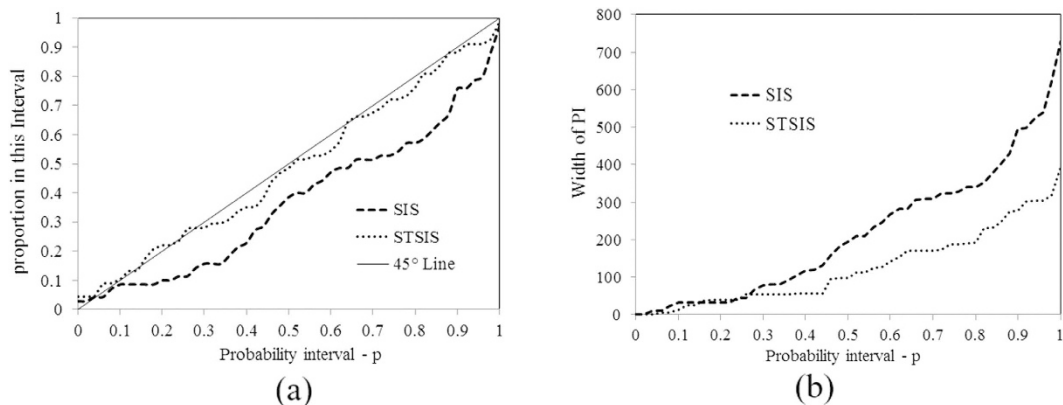 1
0.9
0.8
0.7
0.6
0.5
0.4
0.3
0.2
0.1
0
proportion in this Interval
SIS
STSIS
45° Line
0 0.1 0.2 0.3 0.4 0.5 0.6 0.7 0.8 0.9 1
Probability interval - p
(a)
800
700
600
500
400
300
200
100
0
Width of PI
SIS
STSIS
0 0.1 0.2 0.3 0.4 0.5 0.6 0.7 0.8 0.9 1
Probability interval - p
(b)